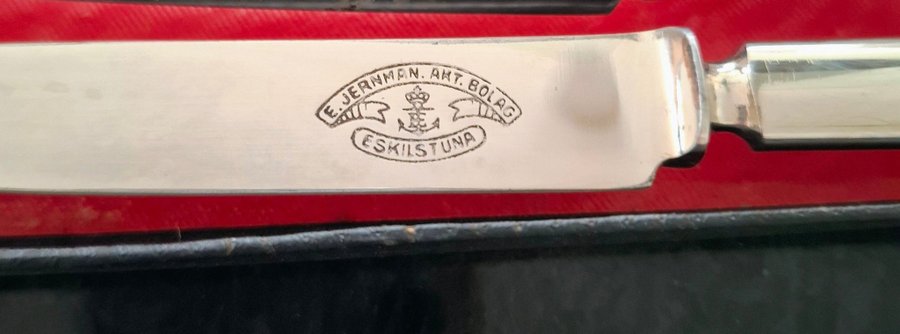 E. JERNMAN. AKT. BOLAG
ESKILSTUNA